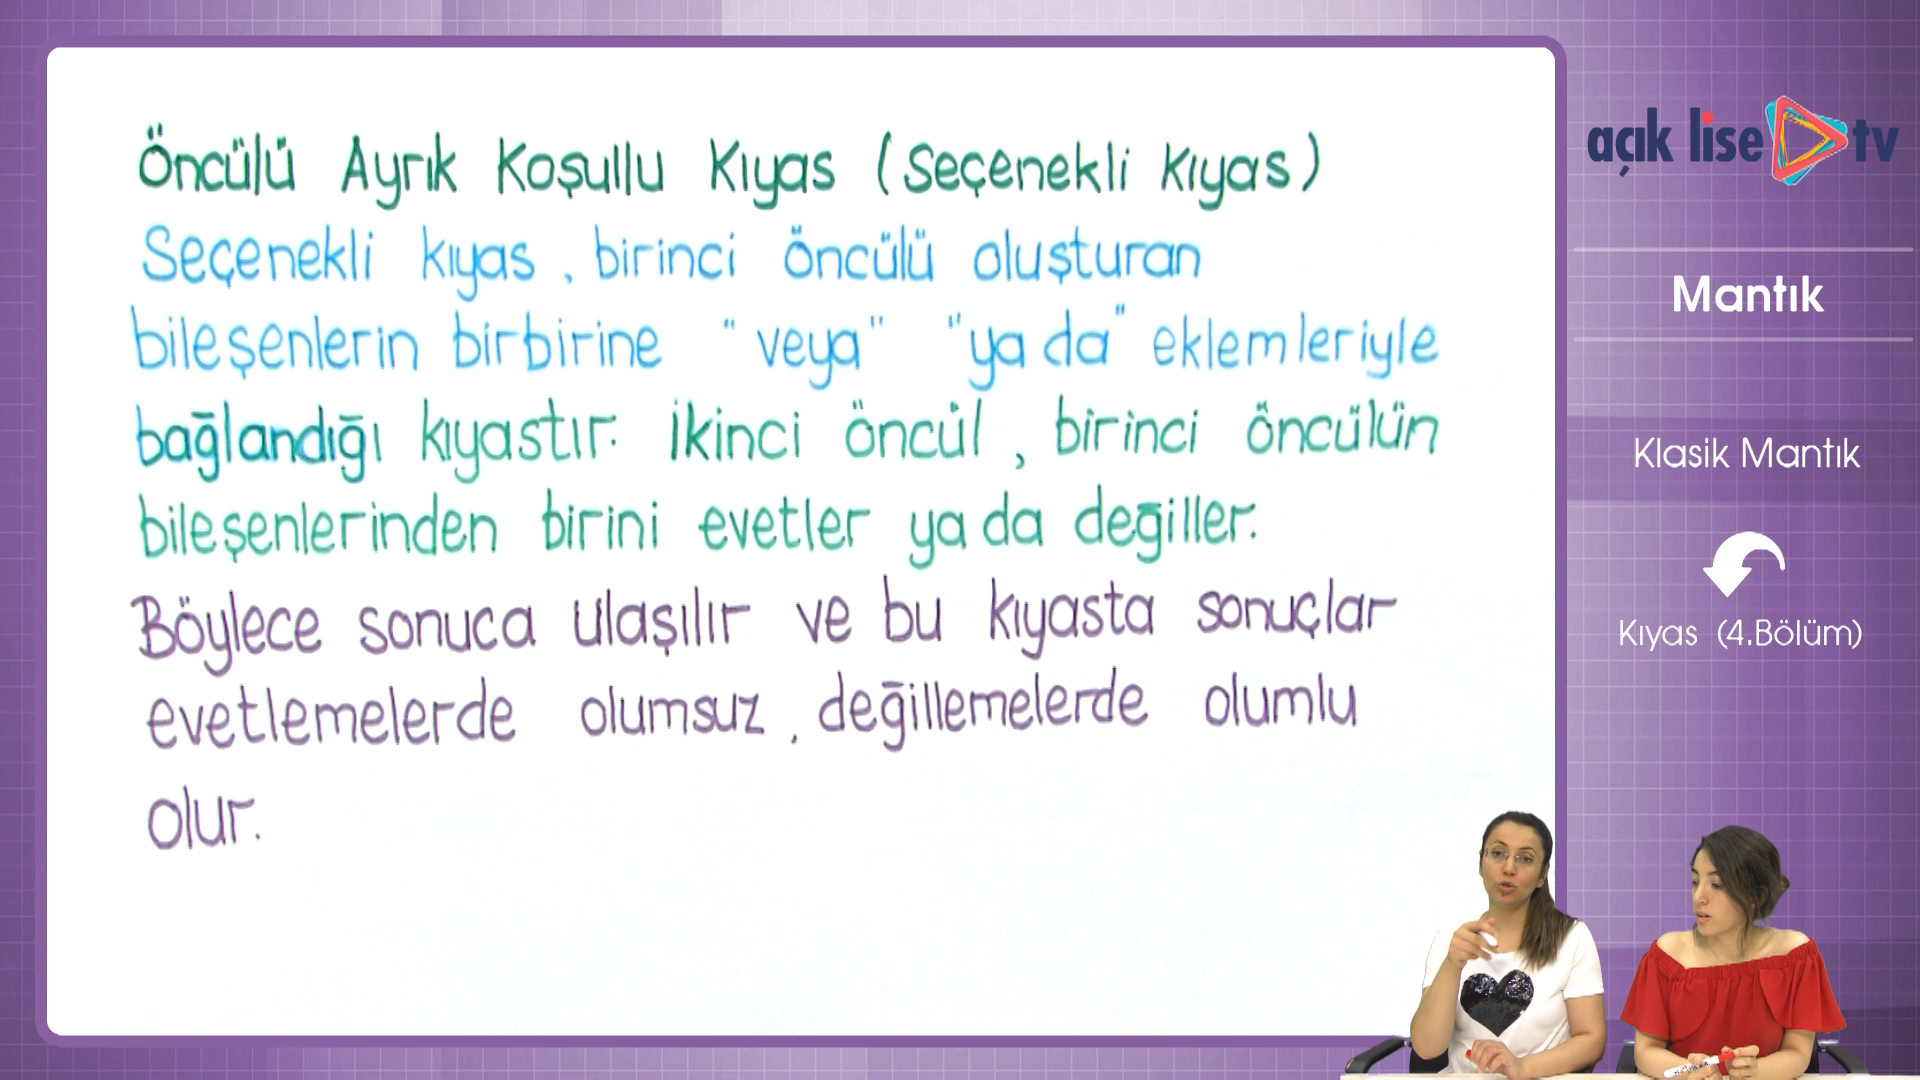 Öncülü Ayrık Koşullu Kıyas (Seçenekli Kıyas)
Seçenekli kıyas, birinci öncülü oluşturan
bileşenlerin birbirine "veya" "ya da" eklemleriyle
bağlandığı kıyastır. İkinci öncül, birinci öncülün
bileşenlerinden birini evetler ya da değiller.
Böylece sonuca ulaşılır ve bu kıyasta sonuçlar
evetlemelerde olumsuz, değillemelerde olumlu
olur.
açık lise tv
Mantık
Klasik Mantık
Kıyas (4.Bölüm)